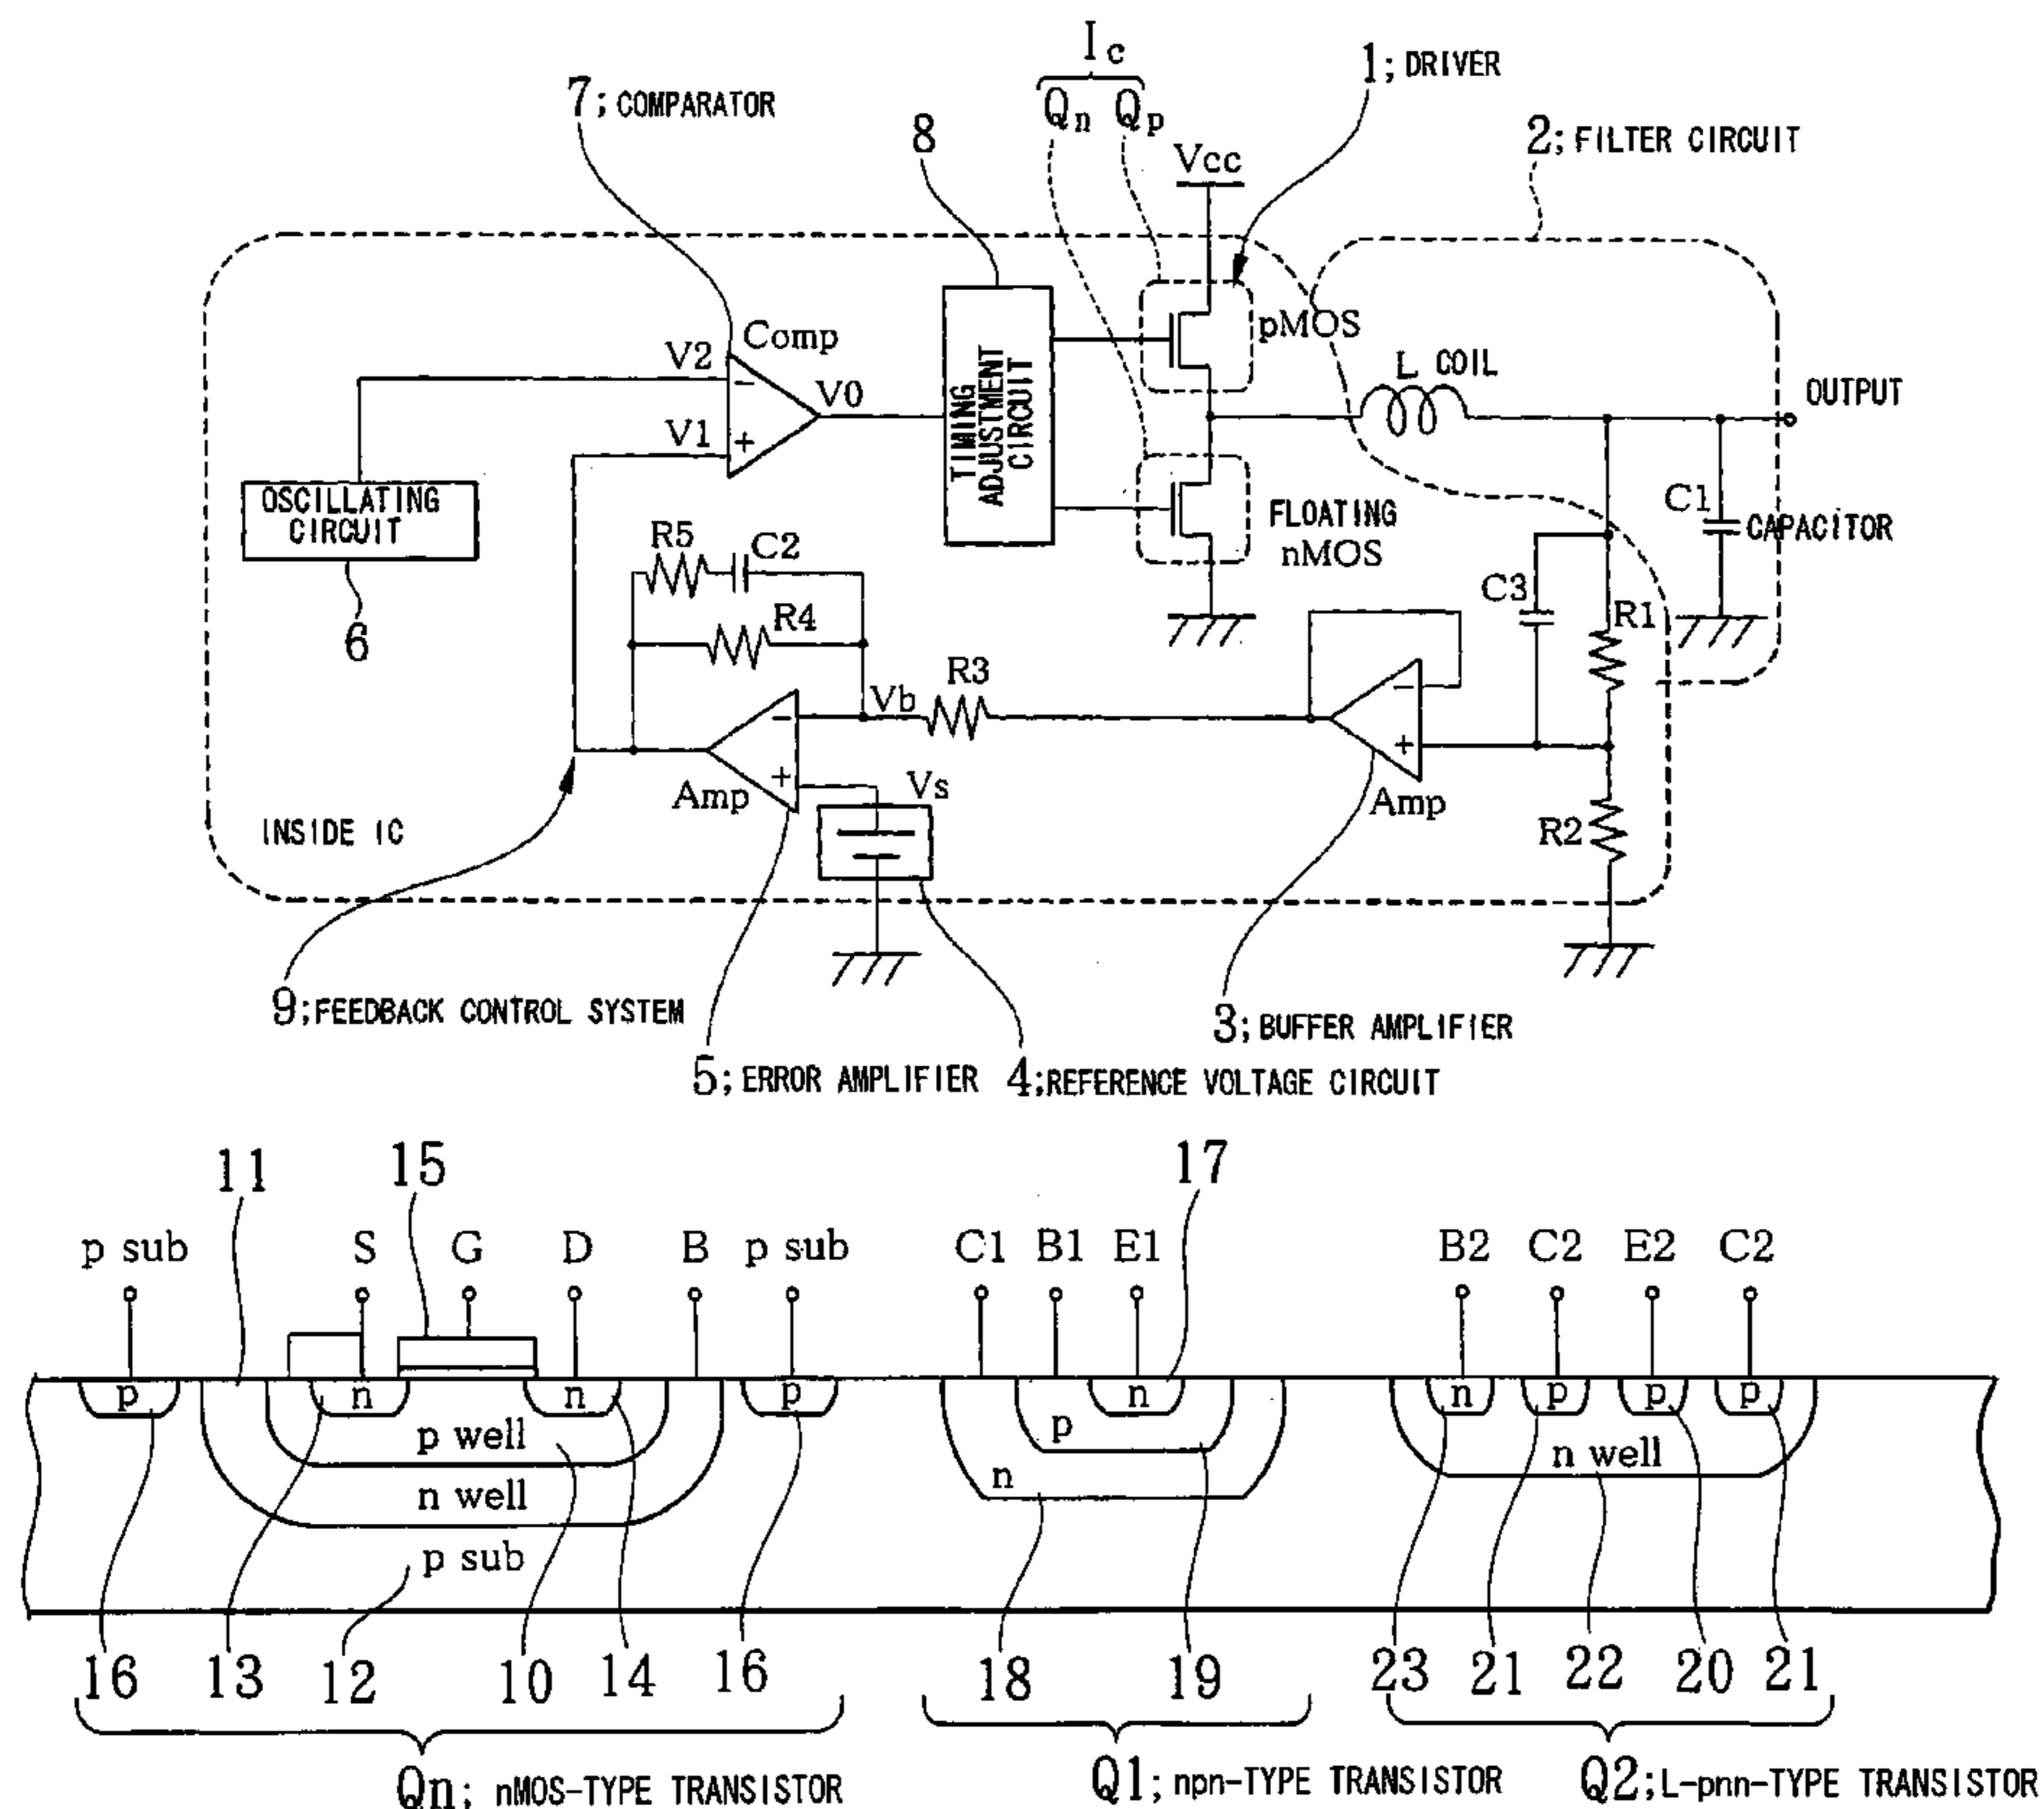 Ic
Qn Qp
1; DRIVER
7; COMPARATOR
8
2; FILTER CIRCUIT
Vcc
Comp
V2
−
V0
V1
+
pMOS
L COIL
OUTPUT
TIMING
ADJUSTMENT
CIRCUIT
OSCILLATING
CIRCUIT
6
FLOATING
nMOS
C1
CAPACITOR
R5
C2
R4
C3
R1
R3
Vb
−
+
Amp
Vs
−
+
Amp
R2
INSIDE IC
9; FEEDBACK CONTROL SYSTEM
3; BUFFER AMPLIFIER
5; ERROR AMPLIFIER
4; REFERENCE VOLTAGE CIRCUIT
11
15
17
p sub
S
G
D
B
p sub
C1
B1
E1
B2
C2
E2
C2
p
n
n
p
n
n
p
p
p
p well
p
n well
n well
n
p sub
16
13
12
10
14
16
18
19
23
21
22
20
21
Qn; nMOS-TYPE TRANSISTOR
Q1; npn-TYPE TRANSISTOR
Q2; L-pnn-TYPE TRANSISTOR